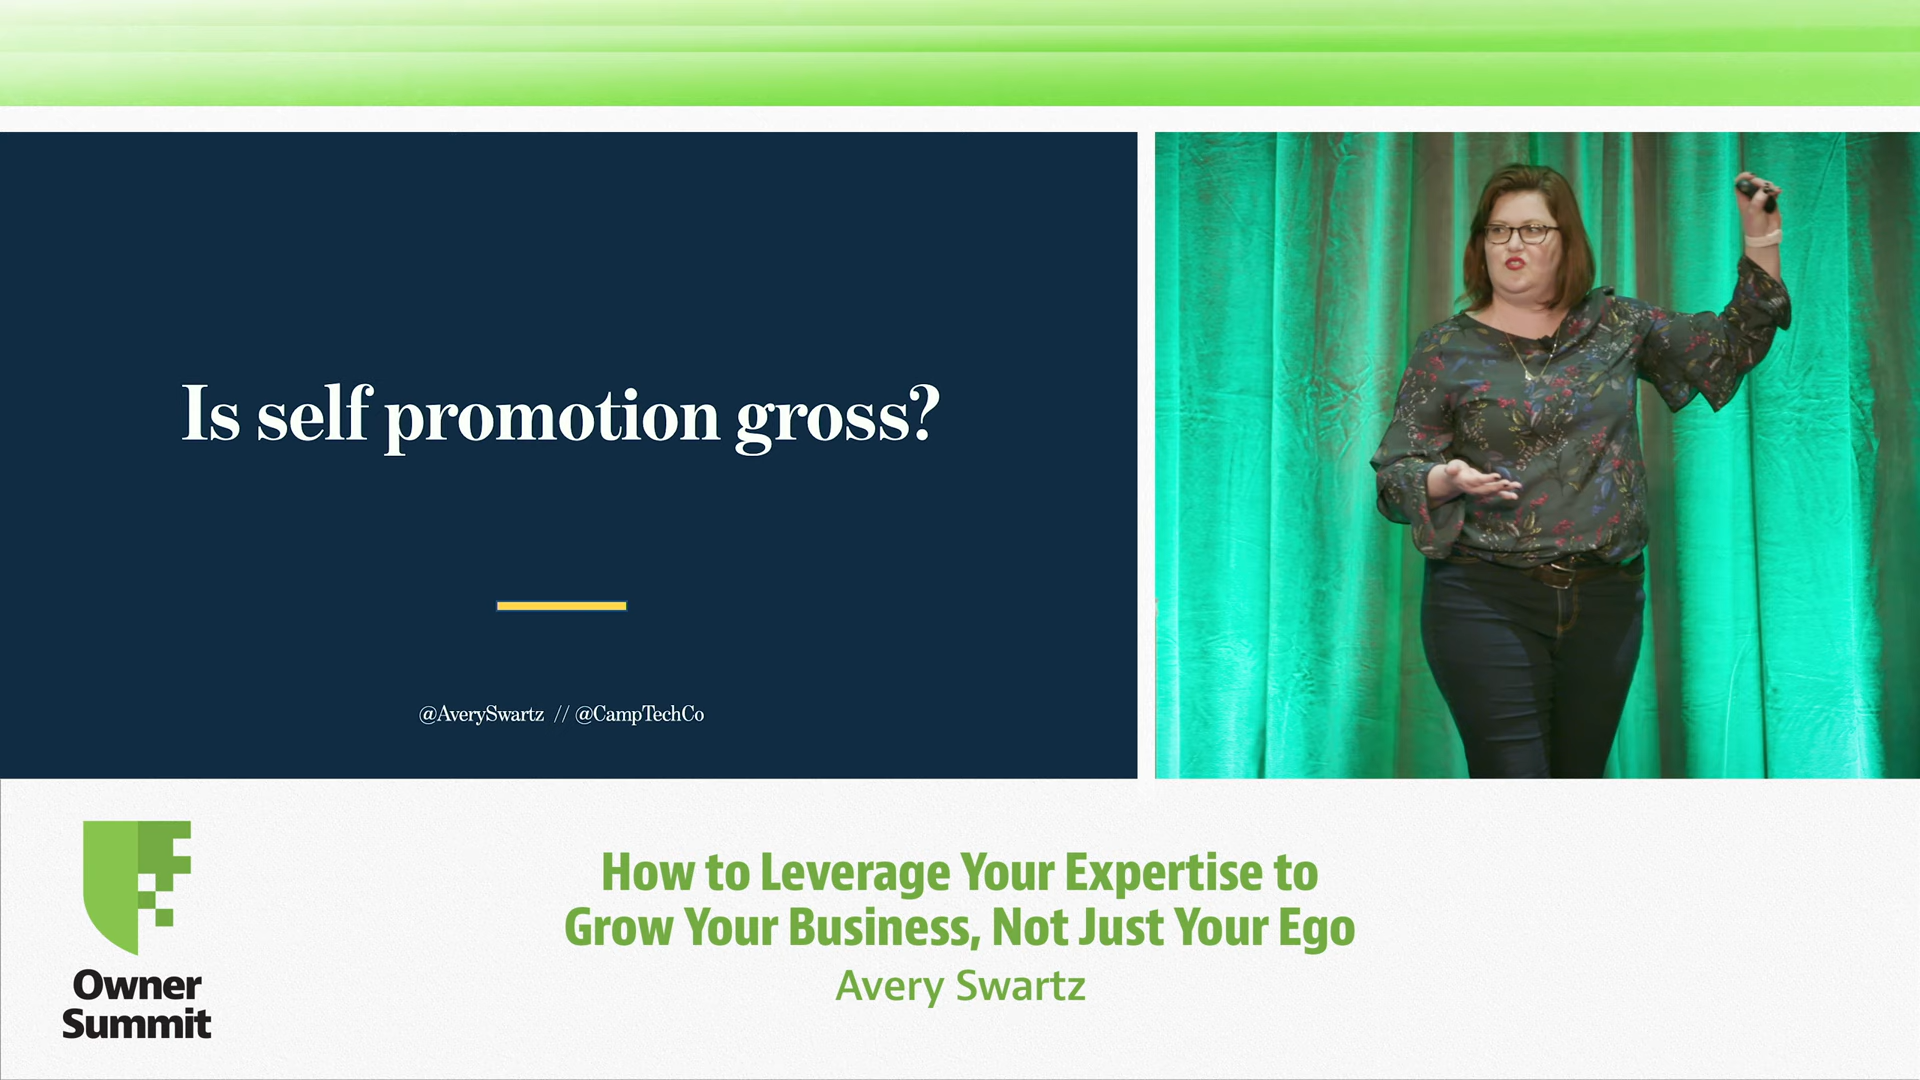 Is self promotion gross?
@AverySwartz // @CampTechCo
Owner
Summit
How to Leverage Your Expertise to
Grow Your Business, Not Just Your Ego
Avery Swartz